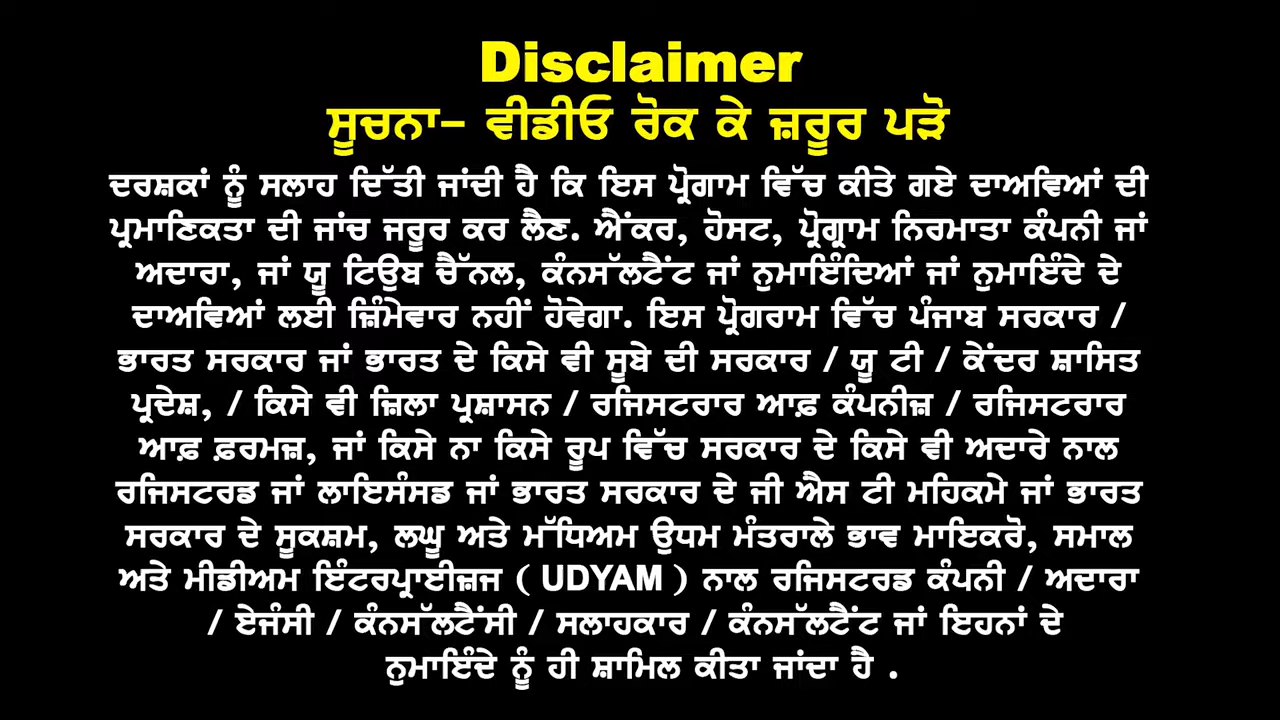 Disclaimer
ਸੂਚਨਾ- ਵੀਡੀਓ ਰੋਕ ਕੇ ਜ਼ਰੂਰ ਪੜੋ
ਦਰਸ਼ਕਾਂ ਨੂੰ ਸਲਾਹ ਦਿੱਤੀ ਜਾਂਦੀ ਹੈ ਕਿ ਇਸ ਪ੍ਰੋਗਾਮ ਵਿੱਚ ਕੀਤੇ ਗਏ ਦਾਅਵਿਆਂ ਦੀ
ਪ੍ਰਮਾਣਿਕਤਾ ਦੀ ਜਾਂਚ ਜਰੂਰ ਕਰ ਲੈਣ. ਐਂਕਰ, ਹੋਸਟ, ਪ੍ਰੋਗ੍ਰਾਮ ਨਿਰਮਾਤਾ ਕੰਪਨੀ ਜਾਂ
ਅਦਾਰਾ, ਜਾਂ ਯੂ ਟਿਊਬ ਚੈੱਨਲ, ਕੰਨਸੱਲਟੈਂਟ ਜਾਂ ਨੁਮਾਇੰਦਿਆਂ ਜਾਂ ਨੁਮਾਇੰਦੇ ਦੇ
ਦਾਅਵਿਆਂ ਲਈ ਜ਼ਿੰਮੇਵਾਰ ਨਹੀਂ ਹੋਵੇਗਾ. ਇਸ ਪ੍ਰੋਗਰਾਮ ਵਿੱਚ ਪੰਜਾਬ ਸਰਕਾਰ /
ਭਾਰਤ ਸਰਕਾਰ ਜਾਂ ਭਾਰਤ ਦੇ ਕਿਸੇ ਵੀ ਸੂਬੇ ਦੀ ਸਰਕਾਰ / ਯੂ ਟੀ / ਕੇਂਦਰ ਸ਼ਾਸਿਤ
ਪ੍ਰਦੇਸ਼, / ਕਿਸੇ ਵੀ ਜ਼ਿਲਾ ਪ੍ਰਸ਼ਾਸਨ / ਰਜਿਸਟਰਾਰ ਆਫ਼ ਕੰਪਨੀਜ਼ / ਰਜਿਸਟਰਾਰ
ਆਫ਼ ਫ਼ਰਮਜ਼, ਜਾਂ ਕਿਸੇ ਨਾ ਕਿਸੇ ਰੂਪ ਵਿੱਚ ਸਰਕਾਰ ਦੇ ਕਿਸੇ ਵੀ ਅਦਾਰੇ ਨਾਲ
ਰਜਿਸਟਰਡ ਜਾਂ ਲਾਇਸੰਸਡ ਜਾਂ ਭਾਰਤ ਸਰਕਾਰ ਦੇ ਜੀ ਐਸ ਟੀ ਮਹਿਕਮੇ ਜਾਂ ਭਾਰਤ
ਸਰਕਾਰ ਦੇ ਸੂਕਸ਼ਮ, ਲਘੂ ਅਤੇ ਮੱਧਿਅਮ ਉਧਮ ਮੰਤਰਾਲੇ ਭਾਵ ਮਾਇਕਰੋ, ਸਮਾਲ
ਅਤੇ ਮੀਡੀਅਮ ਇੰਟਰਪ੍ਰਾਈਜ਼ਜ ( UDYAM ) ਨਾਲ ਰਜਿਸਟਰਡ ਕੰਪਨੀ / ਅਦਾਰਾ
/ ਏਜੰਸੀ / ਕੰਨਸੱਲਟੈਂਸੀ / ਸਲਾਹਕਾਰ / ਕੰਨਸੱਲਟੈਂਟ ਜਾਂ ਇਹਨਾਂ ਦੇ
ਨੁਮਾਇੰਦੇ ਨੂੰ ਹੀ ਸ਼ਾਮਿਲ ਕੀਤਾ ਜਾਂਦਾ ਹੈ .